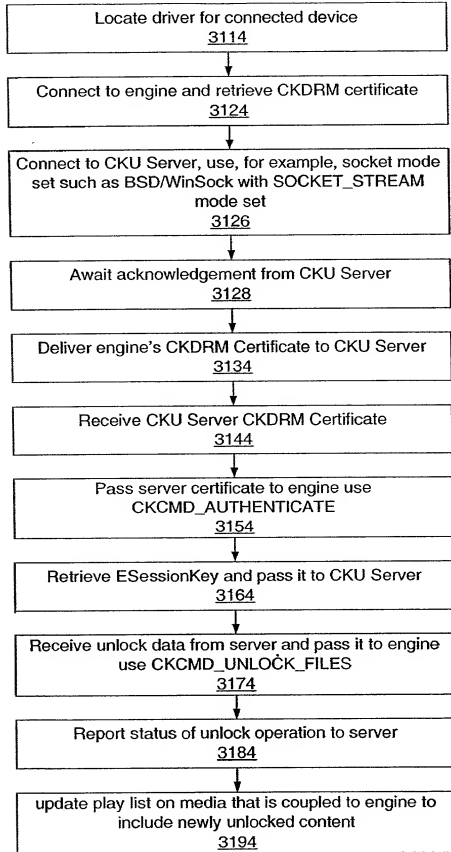 Locate driver for connected device
3114
Connect to engine and retrieve CKDRM certificate
3124
Connect to CKU Server, use, for example, socket mode
set such as BSD/WinSock with SOCKET_STREAM
mode set
3126
Await acknowledgement from CKU Server
3128
Deliver engine's CKDRM Certificate to CKU Server
3134
Receive CKU Server CKDRM Certificate
3144
Pass server certificate to engine use
CKCMD_AUTHENTICATE
3154
Retrieve ESessionKey and pass it to CKU Server
3164
Receive unlock data from server and pass it to engine
use CKCMD_UNLOCK_FILES
3174
Report status of unlock operation to server
3184
update play list on media that is coupled to engine to
include newly unlocked content
3194